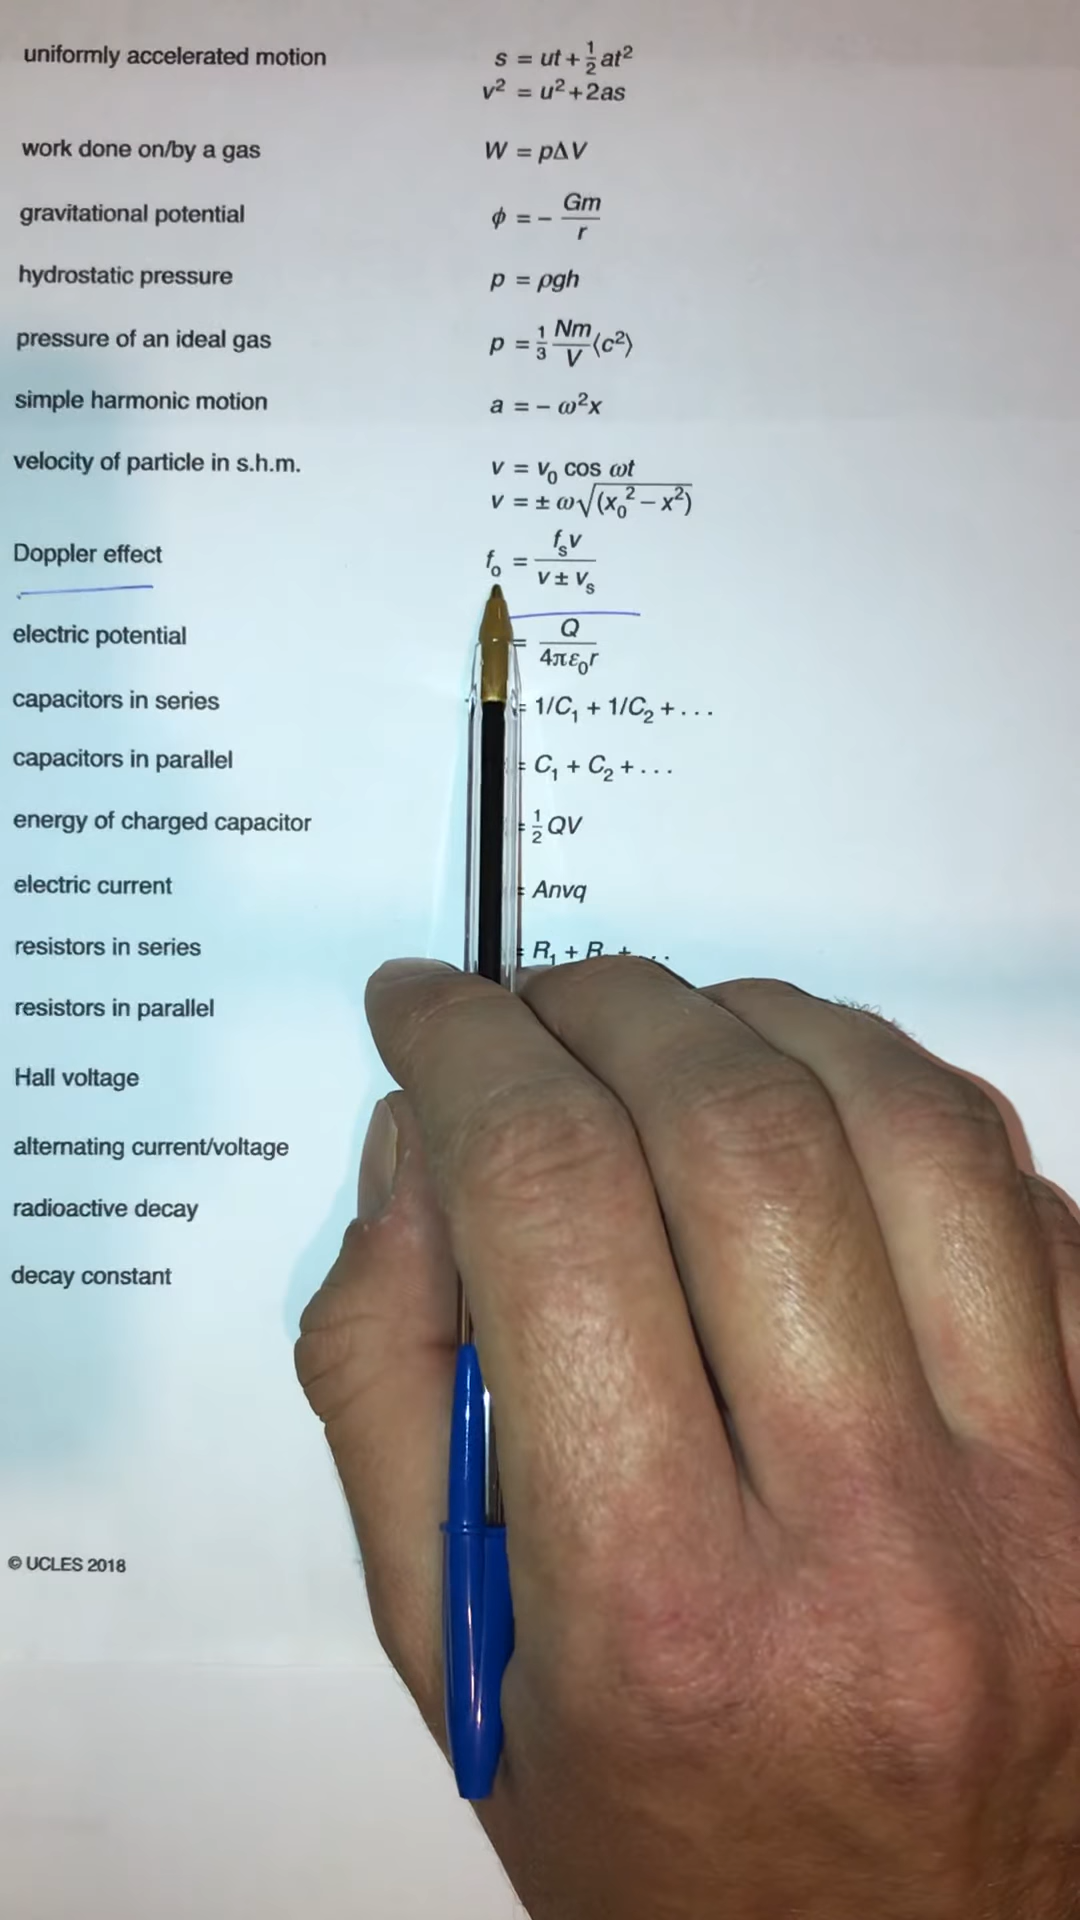 uniformly accelerated motion s = ut + ½at²
v² = u² + 2as
work done on/by a gas W = pΔV
gravitational potential ϕ = − Gm/r
hydrostatic pressure p = ρgh
pressure of an ideal gas p = ⅓ Nm/V ⟨c²⟩
simple harmonic motion a = − ω²x
velocity of particle in s.h.m. v = v₀ cos ωt
v = ± ω√(x₀² − x²)
Doppler effect fₒ = fₛv / v ± vₛ
electric potential = Q / 4πε₀r
capacitors in series = 1/C₁ + 1/C₂ + . . .
capacitors in parallel = C₁ + C₂ + . . .
energy of charged capacitor = ½QV
electric current = Anvq
resistors in series = R₁ + R + . . .
resistors in parallel
Hall voltage
alternating current/voltage
radioactive decay
decay constant
© UCLES 2018